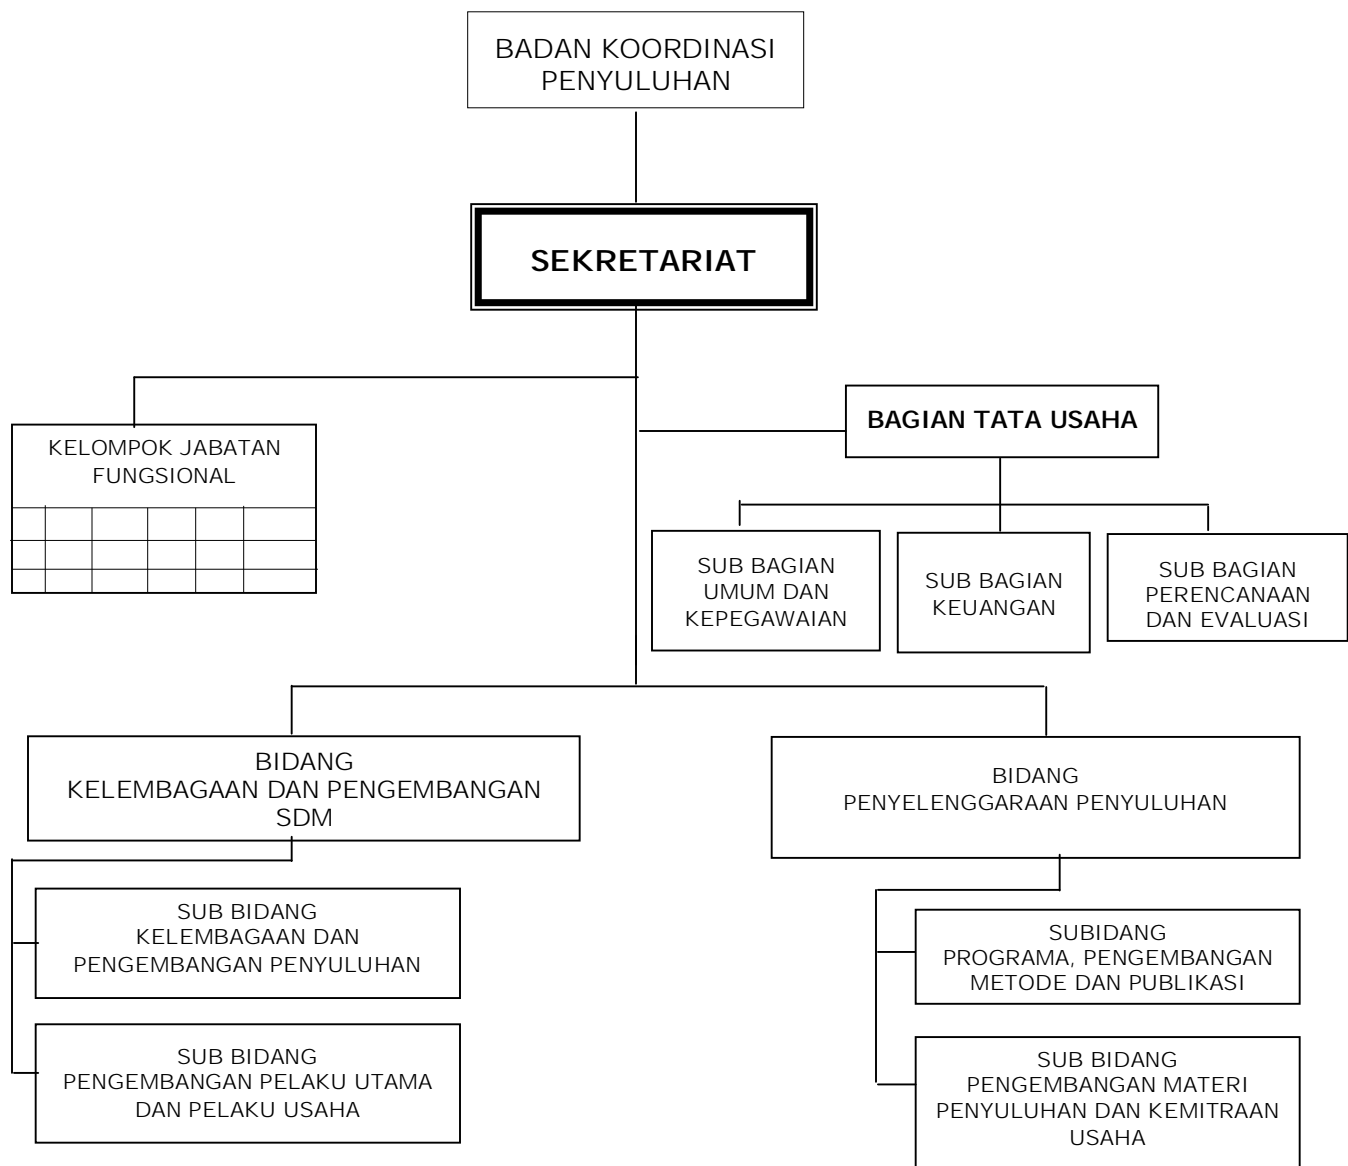 BADAN KOORDINASI
PENYULUHAN
SEKRETARIAT
BAGIAN TATA USAHA
KELOMPOK JABATAN
FUNGSIONAL
SUB BAGIAN
UMUM DAN
KEPEGAWAIAN
SUB BAGIAN
KEUANGAN
SUB BAGIAN
PERENCANAAN
DAN EVALUASI
BIDANG
KELEMBAGAAN DAN PENGEMBANGAN
SDM
BIDANG
PENYELENGGARAAN PENYULUHAN
SUB BIDANG
KELEMBAGAAN DAN
PENGEMBANGAN PENYULUHAN
SUBIDANG
PROGRAMA, PENGEMBANGAN
METODE DAN PUBLIKASI
SUB BIDANG
PENGEMBANGAN PELAKU UTAMA
DAN PELAKU USAHA
SUB BIDANG
PENGEMBANGAN MATERI
PENYULUHAN DAN KEMITRAAN
USAHA